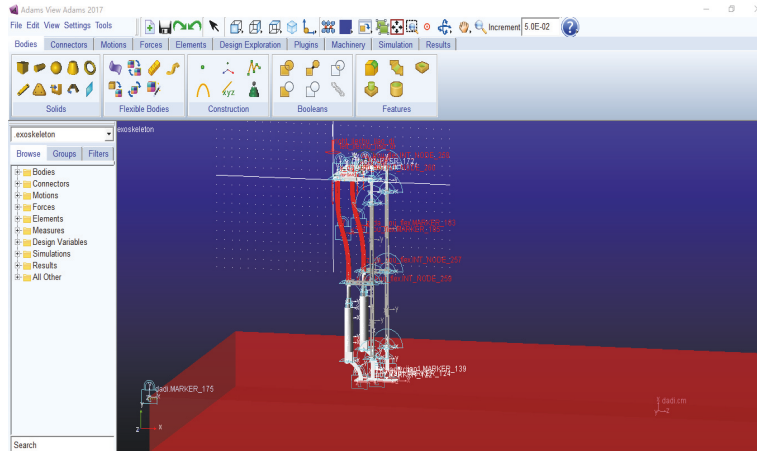 Adams View Adams 2017
File Edit View Settings Tools
Increment 5.0E-02
Bodies Connectors Motions Forces Elements Design Exploration Plugins Machinery Simulation Results
xyz
Solids Flexible Bodies Construction Booleans Features
.exoskeleton
exoskeleton
Browse Groups Filters
Bodies
Connectors
Motions
Forces
Elements
Measures
Design Variables
Simulations
Results
All Other
dadi.MARKER_175
MARKER_139
dadi.cm
Search